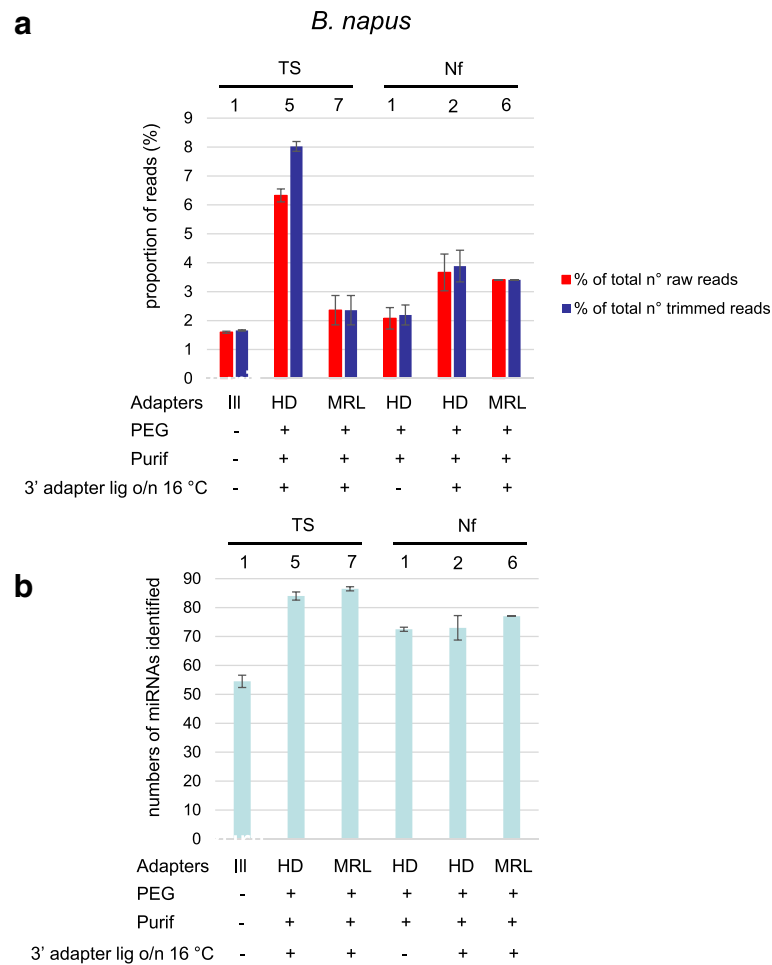 a
B. napus
TS Nf
1 5 7 1 2 6
proportion of reads (%)
9
8
7
6
5
4
3
2
1
0
% of total n° raw reads
% of total n° trimmed reads
Adapters Ill HD MRL HD HD MRL
PEG - + + + + +
Purif - + + + + +
3' adapter lig o/n 16 °C - + + - + +
b
TS Nf
1 5 7 1 2 6
numbers of miRNAs identified
90
80
70
60
50
40
30
20
10
0
Adapters Ill HD MRL HD HD MRL
PEG - + + + + +
Purif - + + + + +
3' adapter lig o/n 16 °C - + + - + +